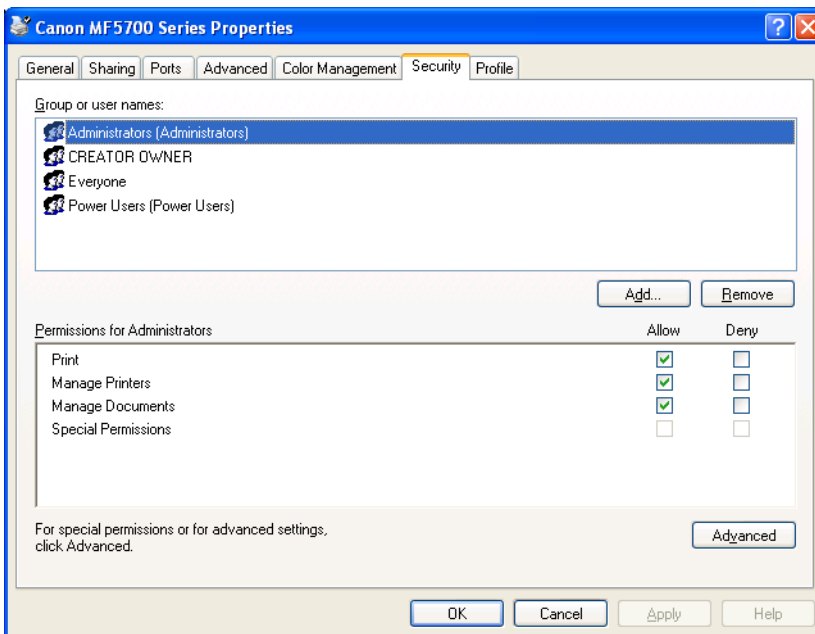 Canon MF5700 Series Properties
General Sharing Ports Advanced Color Management Security Profile
Group or user names:
Administrators (Administrators)
CREATOR OWNER
Everyone
Power Users (Power Users)
Add... Remove
Permissions for Administrators Allow Deny
Print
Manage Printers
Manage Documents
Special Permissions
For special permissions or for advanced settings,
click Advanced.
Advanced
OK Cancel Apply Help